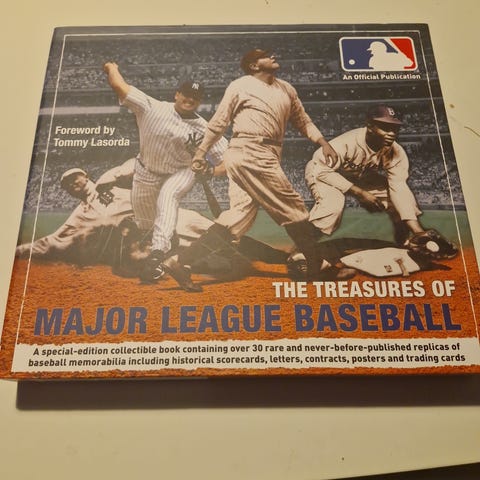 An Official Publication
Foreword by
Tommy Lasorda
THE TREASURES OF
MAJOR LEAGUE BASEBALL
A special-edition collectible book containing over 30 rare and never-before-published replicas of
baseball memorabilia including historical scorecards, letters, contracts, posters and trading cards